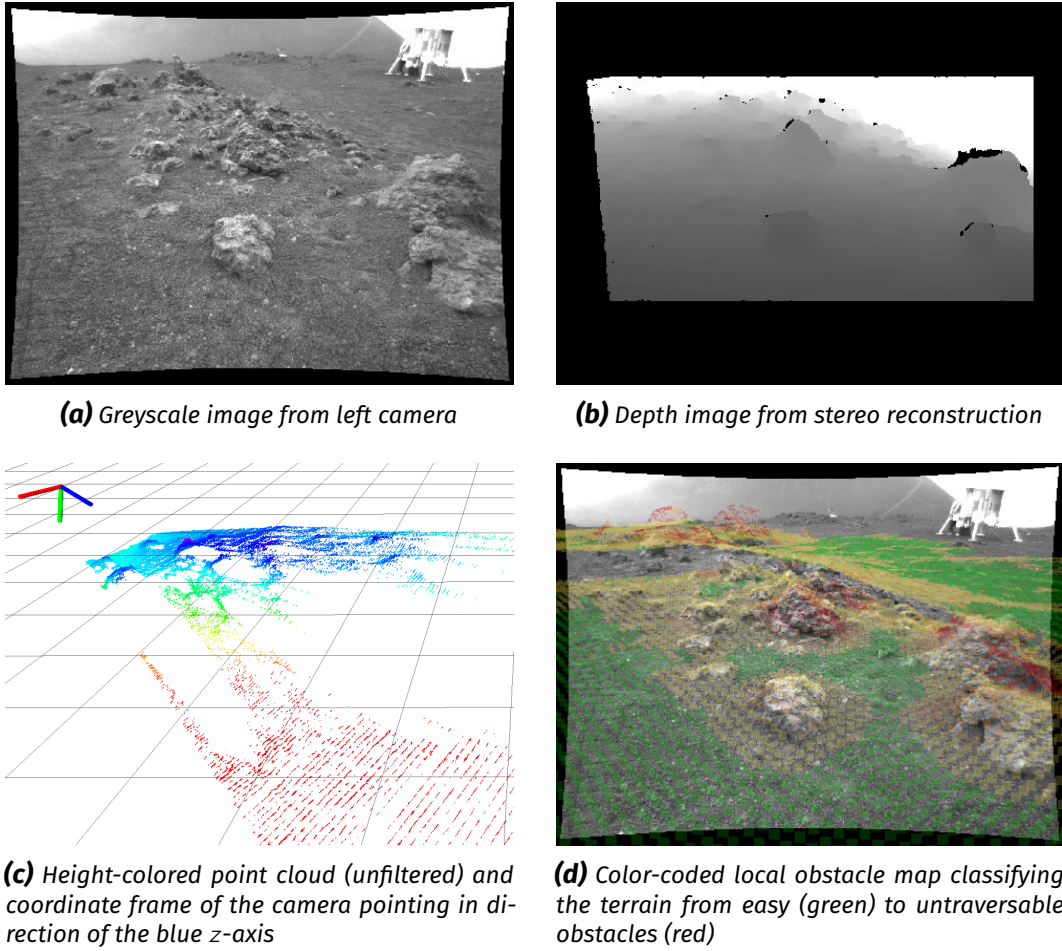 (a) Greyscale image from left camera
(b) Depth image from stereo reconstruction
(c) Height-colored point cloud (unfiltered) and
coordinate frame of the camera pointing in di-
rection of the blue z-axis
(d) Color-coded local obstacle map classifying
the terrain from easy (green) to untraversable
obstacles (red)